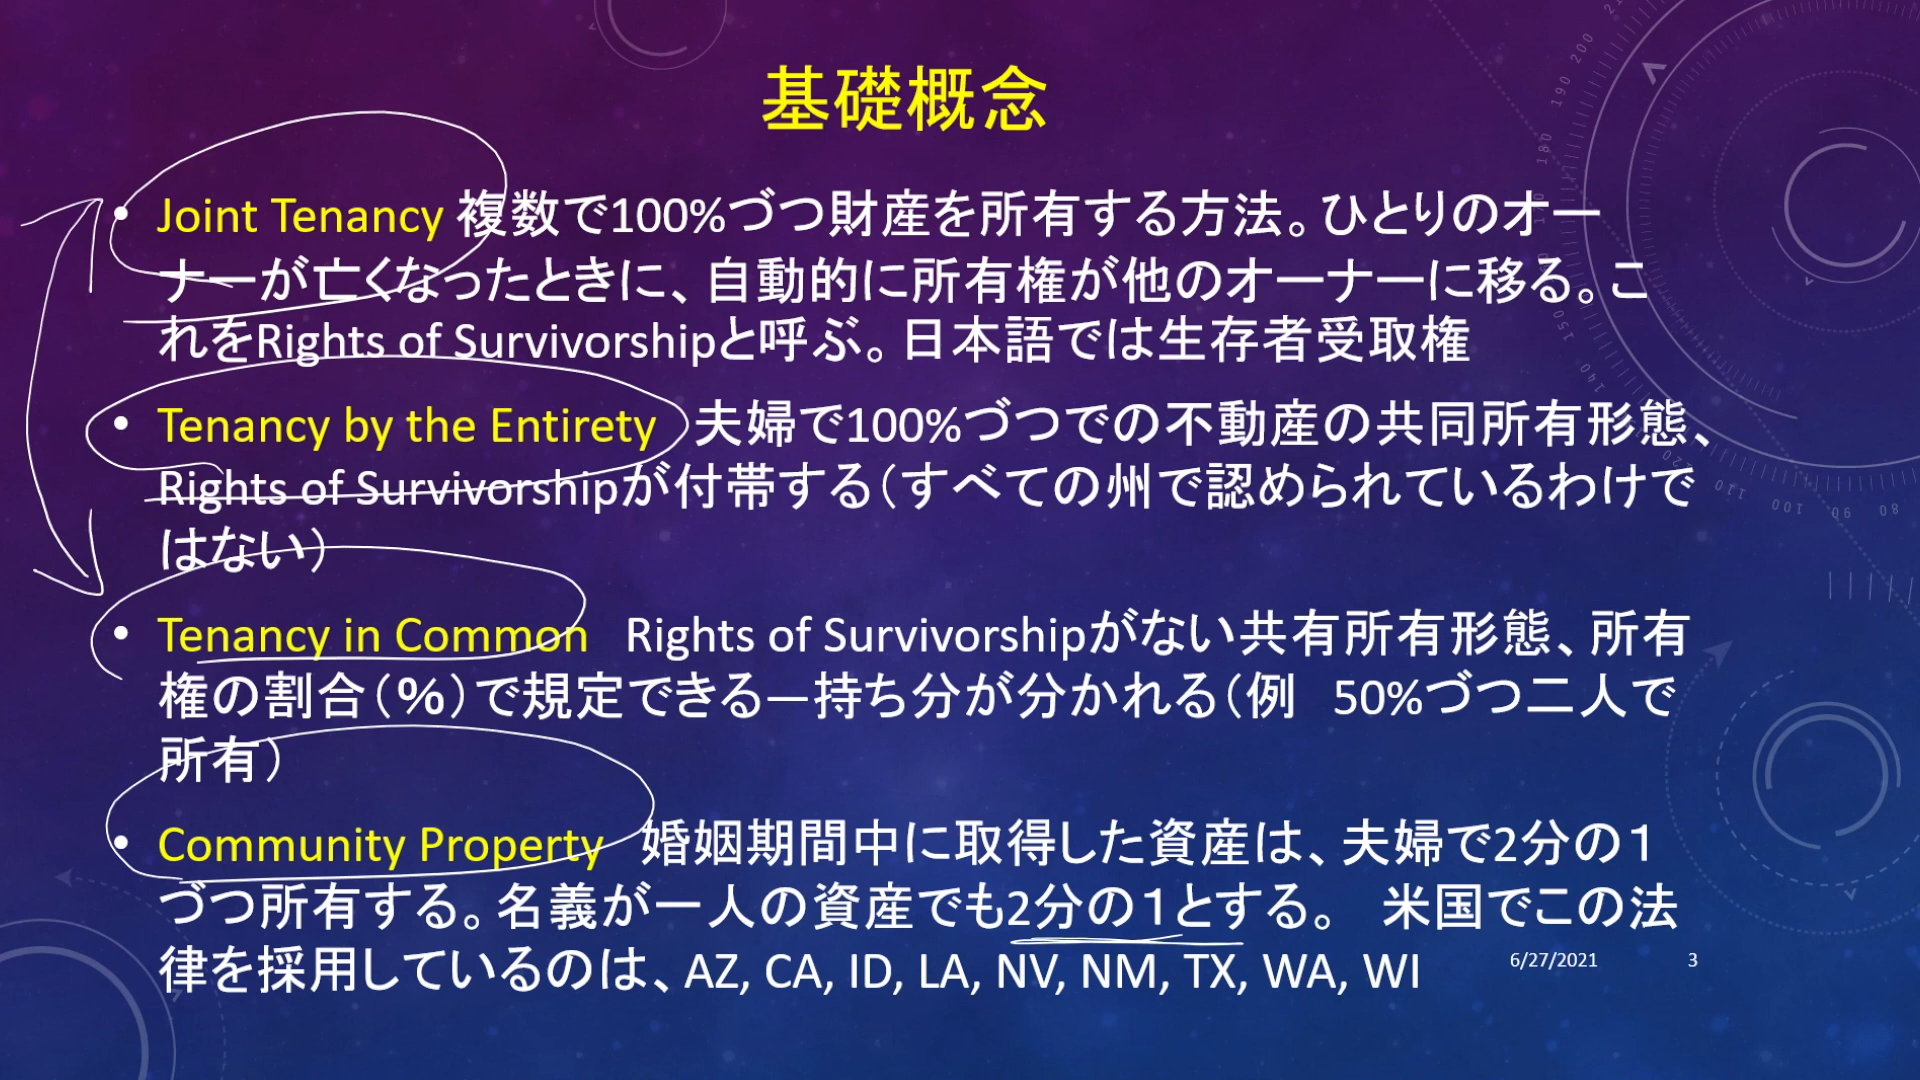 基礎概念
• Joint Tenancy 複数で100%づつ財産を所有する方法。ひとりのオー
ナーが亡くなったときに、自動的に所有権が他のオーナーに移る。こ
れをRights of Survivorshipと呼ぶ。日本語では生存者受取権
• Tenancy by the Entirety 夫婦で100%づつでの不動産の共同所有形態、
Rights of Survivorshipが付帯する（すべての州で認められているわけで
はない）
• Tenancy in Common Rights of Survivorshipがない共有所有形態、所有
権の割合（%）で規定できる—持ち分が分かれる（例 50%づつ二人で
所有）
• Community Property 婚姻期間中に取得した資産は、夫婦で2分の１
づつ所有する。名義が一人の資産でも2分の１とする。 米国でこの法
律を採用しているのは、AZ, CA, ID, LA, NV, NM, TX, WA, WI
6/27/2021 3